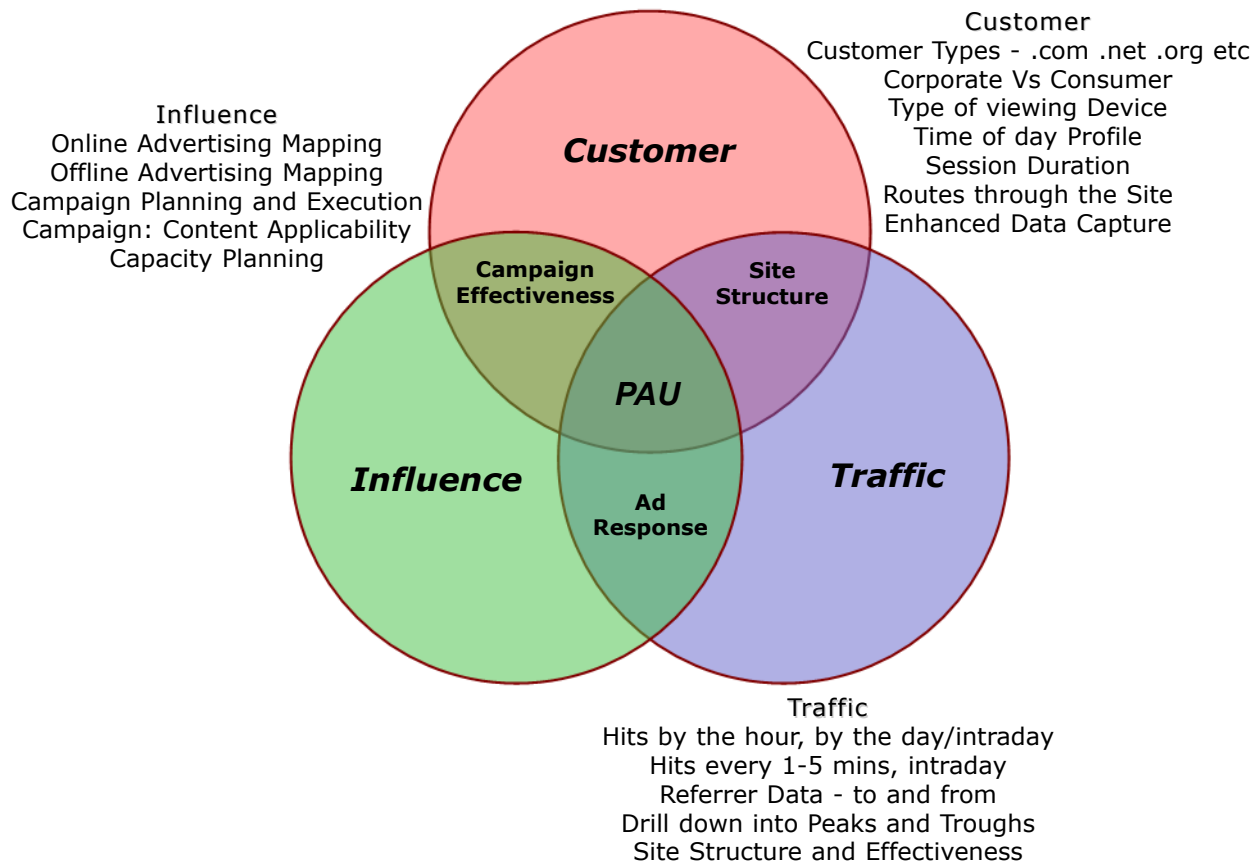 Customer
Customer Types - .com .net .org etc
Corporate Vs Consumer
Type of viewing Device
Time of day Profile
Session Duration
Routes through the Site
Enhanced Data Capture
Influence
Online Advertising Mapping
Offline Advertising Mapping
Campaign Planning and Execution
Campaign: Content Applicability
Capacity Planning
Customer
Campaign
Effectiveness
Site
Structure
PAU
Influence
Traffic
Ad
Response
Traffic
Hits by the hour, by the day/intraday
Hits every 1-5 mins, intraday
Referrer Data - to and from
Drill down into Peaks and Troughs
Site Structure and Effectiveness